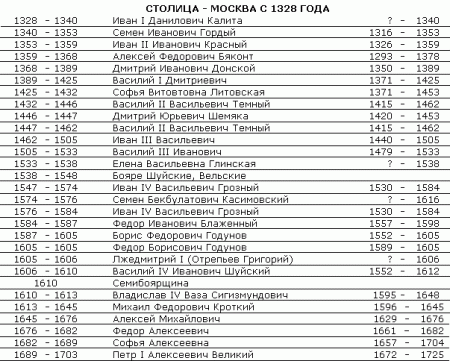 СТОЛИЦА - МОСКВА С 1328 ГОДА
1328 - 1340 Иван I Данилович Калита ? - 1340
1340 - 1353 Семен Иванович Гордый 1316 - 1353
1353 - 1359 Иван II Иванович Красный 1326 - 1359
1359 - 1368 Алексей Федорович Бяконт 1293 - 1378
1368 - 1389 Дмитрий Иванович Донской 1350 - 1389
1389 - 1425 Василий I Дмитриевич 1371 - 1425
1425 - 1432 Софья Витовтовна Литовская 1371 - 1453
1432 - 1446 Василий II Васильевич Темный 1415 - 1462
1446 - 1447 Дмитрий Юрьевич Шемяка 1420 - 1453
1447 - 1462 Василий II Васильевич Темный 1415 - 1462
1462 - 1505 Иван III Васильевич 1440 - 1505
1505 - 1533 Василий III Иванович 1479 - 1533
1533 - 1538 Елена Васильевна Глинская ? - 1538
1538 - 1548 Бояре Шуйские, Вельские
1547 - 1574 Иван IV Васильевич Грозный 1530 - 1584
1574 - 1576 Семен Бекбулатович Касимовский ? - 1616
1576 - 1584 Иван IV Васильевич Грозный 1530 - 1584
1584 - 1587 Федор Иванович Блаженный 1557 - 1598
1587 - 1605 Борис Федорович Годунов 1552 - 1605
1605 - 1605 Федор Борисович Годунов 1589 - 1605
1605 - 1606 Лжедмитрий I (Отрепьев Григорий) ? - 1606
1606 - 1610 Василий IV Иванович Шуйский 1552 - 1612
1610 Семибоярщина
1610 - 1613 Владислав IV Ваза Сигизмундович 1595 - 1648
1613 - 1645 Михаил Федорович Кроткий 1596 - 1645
1645 - 1676 Алексей Михайлович 1629 - 1676
1676 - 1682 Федор Алексеевич 1661 - 1682
1682 - 1689 Софья Алексеевна 1657 - 1704
1689 - 1703 Петр I Алексеевич Великий 1672 - 1725